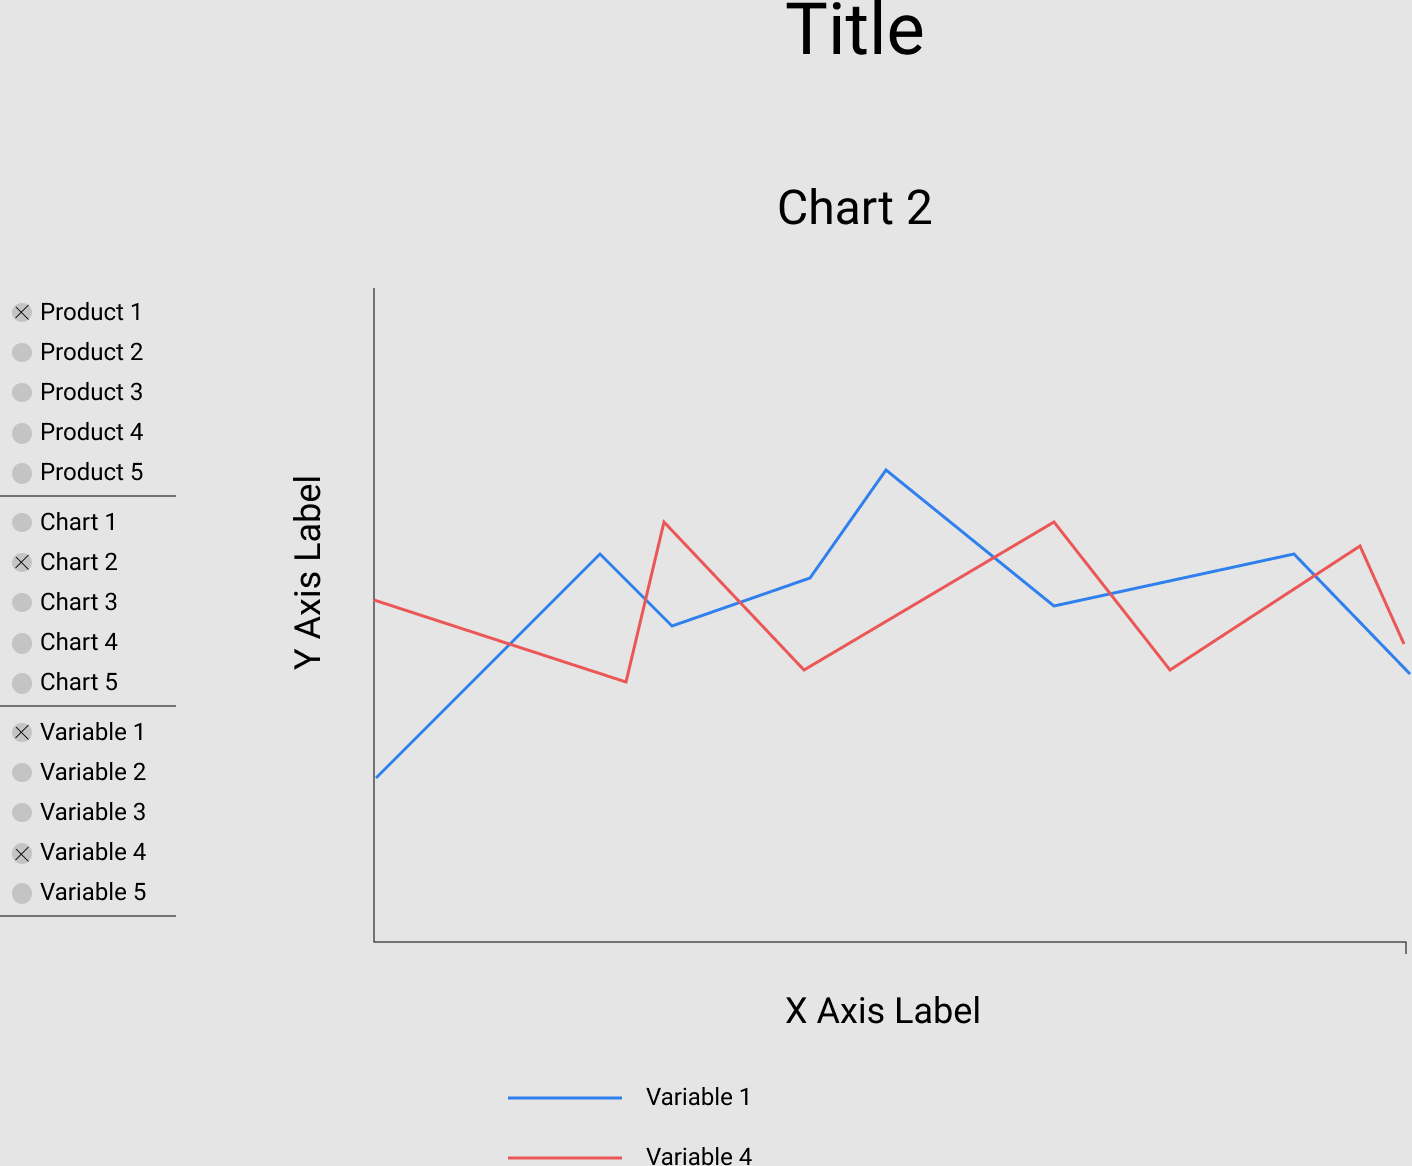 Title
Chart 2
Product 1
Product 2
Product 3
Product 4
Product 5
Chart 1
Chart 2
Chart 3
Chart 4
Chart 5
Variable 1
Variable 2
Variable 3
Variable 4
Variable 5
Y Axis Label
X Axis Label
Variable 1
Variable 4